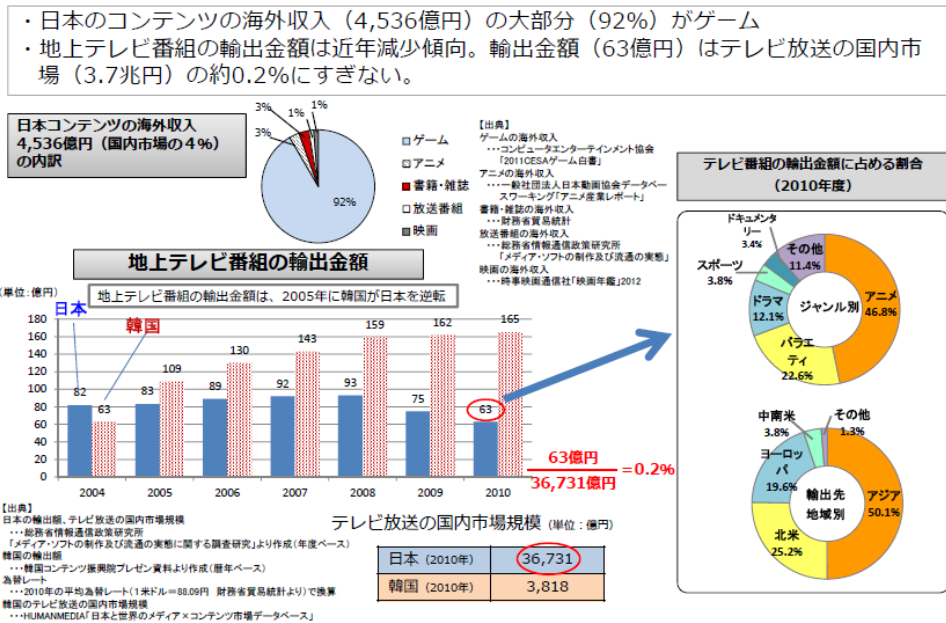 ・日本のコンテンツの海外収入（4,536億円）の大部分（92%）がゲーム
・地上テレビ番組の輸出金額は近年減少傾向。輸出金額（63億円）はテレビ放送の国内市
場（3.7兆円）の約0.2%にすぎない。
日本コンテンツの海外収入
4,536億円（国内市場の４%）
の内訳
3%
3%
1%
1%
92%
ゲーム
アニメ
書籍・雑誌
放送番組
映画
【出典】
ゲームの海外収入
・・・コンピュータエンターテインメント協会
「2011CESAゲーム白書」
アニメの海外収入
・・・一般社団法人日本動画協会データベー
スワーキング「アニメ産業レポート」
書籍・雑誌の海外収入
・・・財務省貿易統計
放送番組の海外収入
・・・総務省情報通信政策研究所
「メディア・ソフトの制作及び流通の実態」
映画の海外収入
・・・時事映画通信社「映画年鑑」2012
地上テレビ番組の輸出金額
(単位：億円)
地上テレビ番組の輸出金額は、2005年に韓国が日本を逆転
日本
韓国
180
160
140
120
100
80
60
40
20
0
82
63
83
109
89
130
92
143
93
159
75
162
63
165
2004
2005
2006
2007
2008
2009
2010
63億円
36,731億円
=0.2%
【出典】
日本の輸出額、テレビ放送の国内市場規模
・・・総務省情報通信政策研究所
「メディア・ソフトの制作及び流通の実態に関する調査研究」より作成（年度ベース）
韓国の輸出額
・・・韓国コンテンツ振興院プレゼン資料より作成（暦年ベース）
為替レート
・・・2010年の平均為替レート（１米ドル＝88.09円　財務省貿易統計より）で換算
韓国のテレビ放送の国内市場規模
・・・HUMANMEDIA「日本と世界のメディア×コンテンツ市場データベース」
テレビ放送の国内市場規模（単位：億円）
日本（2010年） 36,731
韓国（2010年） 3,818
テレビ番組の輸出金額に占める割合
（2010年度）
ジャンル別
アニメ
46.8%
バラエ
ティ
22.6%
ドラマ
12.1%
スポーツ
3.8%
ドキュメンタ
リー
3.4%
その他
11.4%
輸出先
地域別
アジア
50.1%
北米
25.2%
ヨーロッ
パ
19.6%
中南米
3.8%
その他
1.3%